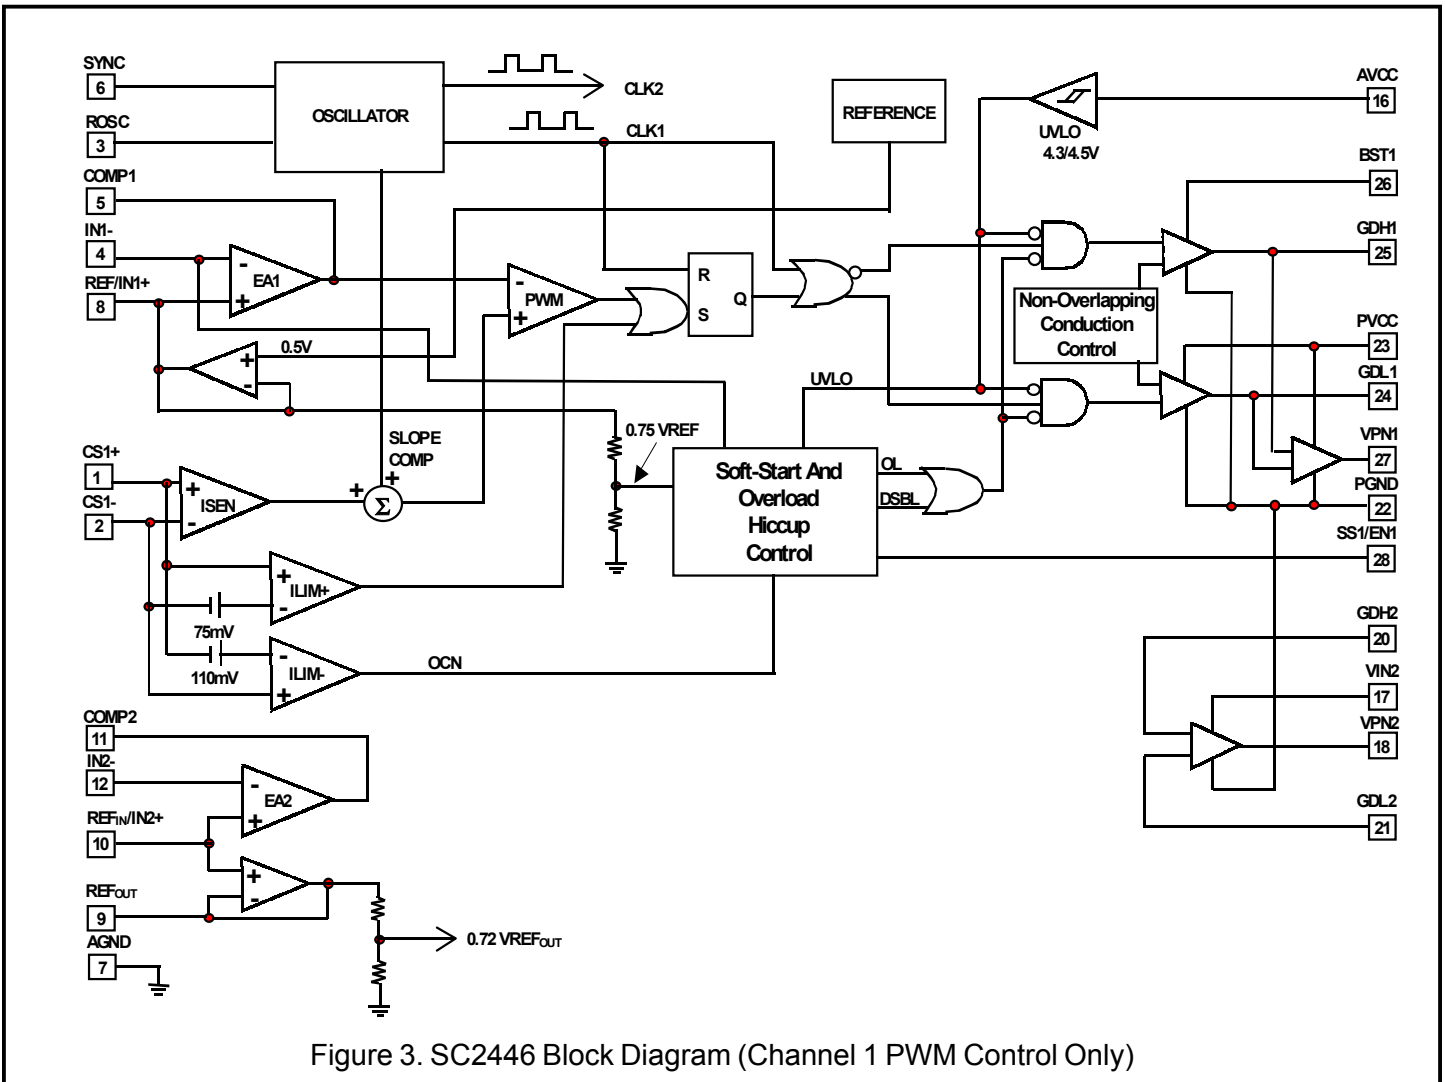 SYNC
6
ROSC
3
COMP1
5
IN1-
4
REF/IN1+
8
OSCILLATOR
CLK2
CLK1
REFERENCE
UVLO
4.3/4.5V
AVCC
16
BST1
26
GDH1
25
PVCC
23
GDL1
24
VPN1
27
PGND
22
SS1/EN1
28
- EA1 +
0.5V
+
-
- PWM +
R
S
Q
Non-Overlapping
Conduction
Control
UVLO
0.75 VREF
SLOPE
COMP
CS1+
1
CS1-
2
+ ISEN -
+
+
Σ
Soft-Start And
Overload
Hiccup
Control
OL
DSBL
+ ILIM+ -
75mV
- ILIM- +
110mV
OCN
COMP2
11
IN2-
12
REFIN/IN2+
10
- EA2 +
+
-
REFOUT
9
AGND
7
0.72 VREFOUT
GDH2
20
VIN2
17
VPN2
18
GDL2
21
Figure 3. SC2446 Block Diagram (Channel 1 PWM Control Only)